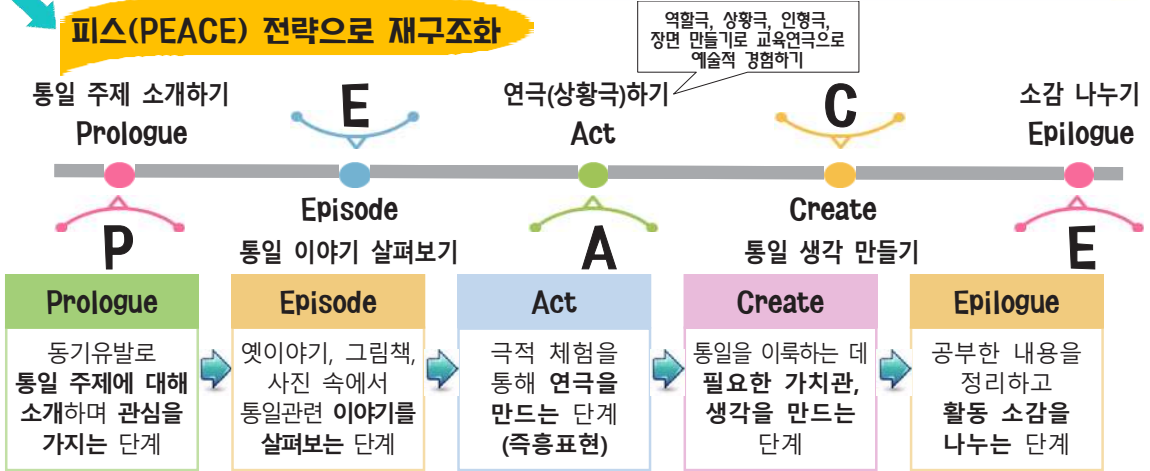 피스(PEACE) 전략으로 재구조화
역할극, 상황극, 인형극,
장면 만들기로 교육연극으로
예술적 경험하기
통일 주제 소개하기
Prologue
P
E
Episode
통일 이야기 살펴보기
연극(상황극)하기
Act
A
C
Create
통일 생각 만들기
소감 나누기
Epilogue
E
Prologue
동기유발로
통일 주제에 대해
소개하며 관심을
가지는 단계
Episode
옛이야기, 그림책,
사진 속에서
통일관련 이야기를
살펴보는 단계
Act
극적 체험을
통해 연극을
만드는 단계
(즉흥표현)
Create
통일을 이룩하는 데
필요한 가치관,
생각을 만드는
단계
Epilogue
공부한 내용을
정리하고
활동 소감을
나누는 단계